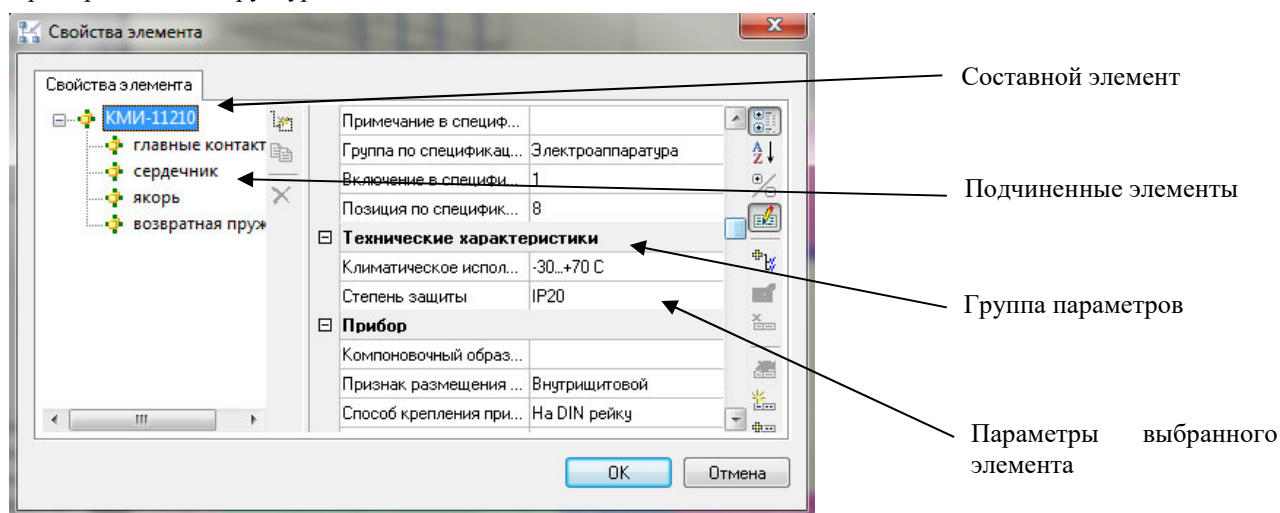 Свойства элемента
Свойства элемента
КМИ-11210
главные контакт
сердечник
якорь
возвратная пруж
Примечание в специф...
Группа по спецификац... Электроаппаратура
Включение в специфи... 1
Позиция по специфик... 8
Технические характеристики
Климатическое испол... -30...+70 C
Степень защиты IP20
Прибор
Компоновочный образ...
Признак размещения ... Внутрищитовой
Способ крепления при... На DIN рейку
OK Отмена
Составной элемент
Подчиненные элементы
Группа параметров
Параметры выбранного
элемента